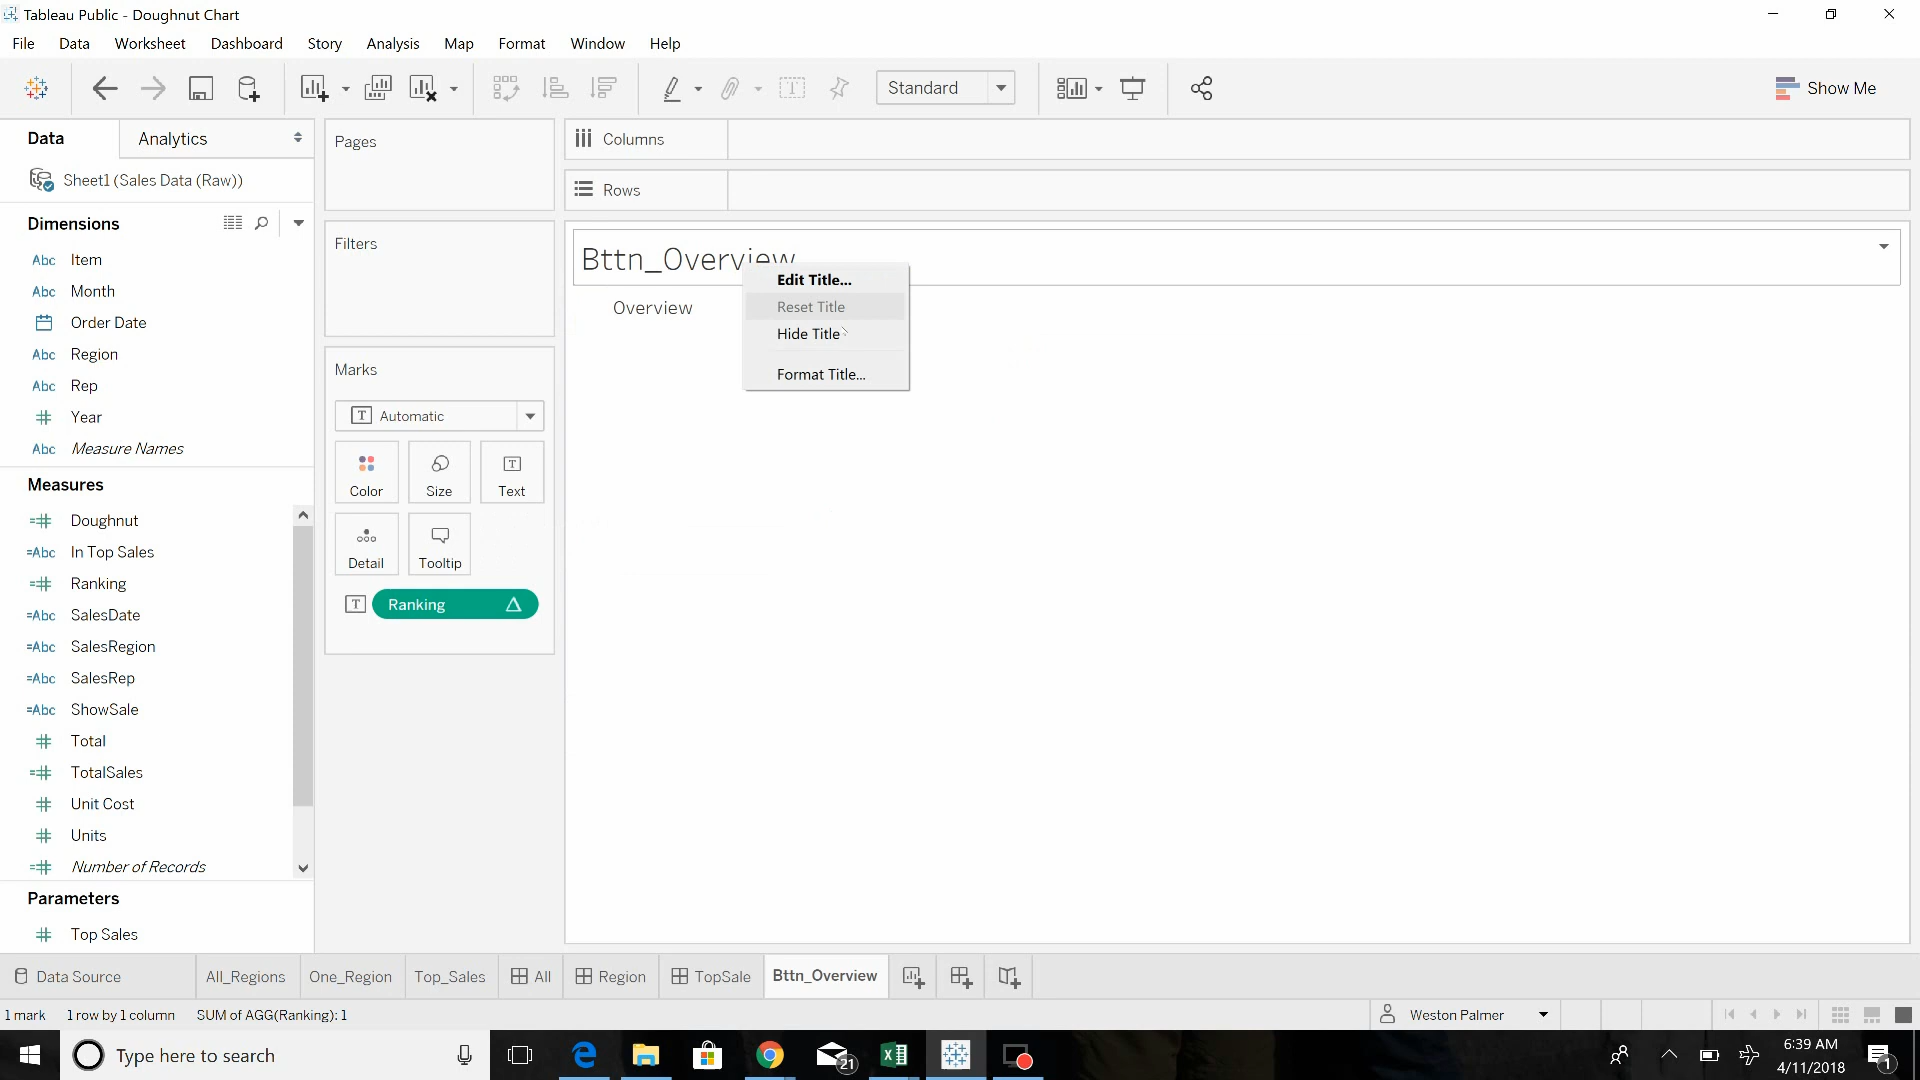 Tableau Public - Doughnut Chart
File Data Worksheet Dashboard Story Analysis Map Format Window Help
Standard
Show Me
Data
Analytics
Sheet1 (Sales Data (Raw))
Dimensions
Abc Item
Abc Month
Order Date
Abc Region
Abc Rep
Year
Abc Measure Names
Measures
Doughnut
=Abc In Top Sales
Ranking
=Abc SalesDate
=Abc SalesRegion
=Abc SalesRep
=Abc ShowSale
Total
TotalSales
Unit Cost
Units
Number of Records
Parameters
Top Sales
Pages
Filters
Marks
Automatic
Color Size Text
Detail Tooltip
Ranking
Columns
Rows
Bttn_Overview
Overview
Edit Title...
Reset Title
Hide Title
Format Title...
Data Source All_Regions One_Region Top_Sales All Region TopSale Bttn_Overview
1 mark 1 row by 1 column SUM of AGG(Ranking): 1
Weston Palmer
Type here to search
21
6:39 AM
4/11/2018
1